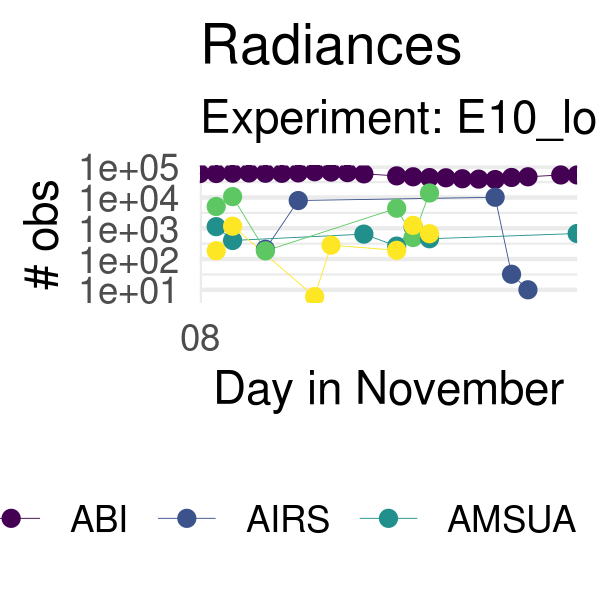 Radiances
Experiment: E10_lo
# obs
1e+05
1e+04
1e+03
1e+02
1e+01
08
Day in November
ABI AIRS AMSUA